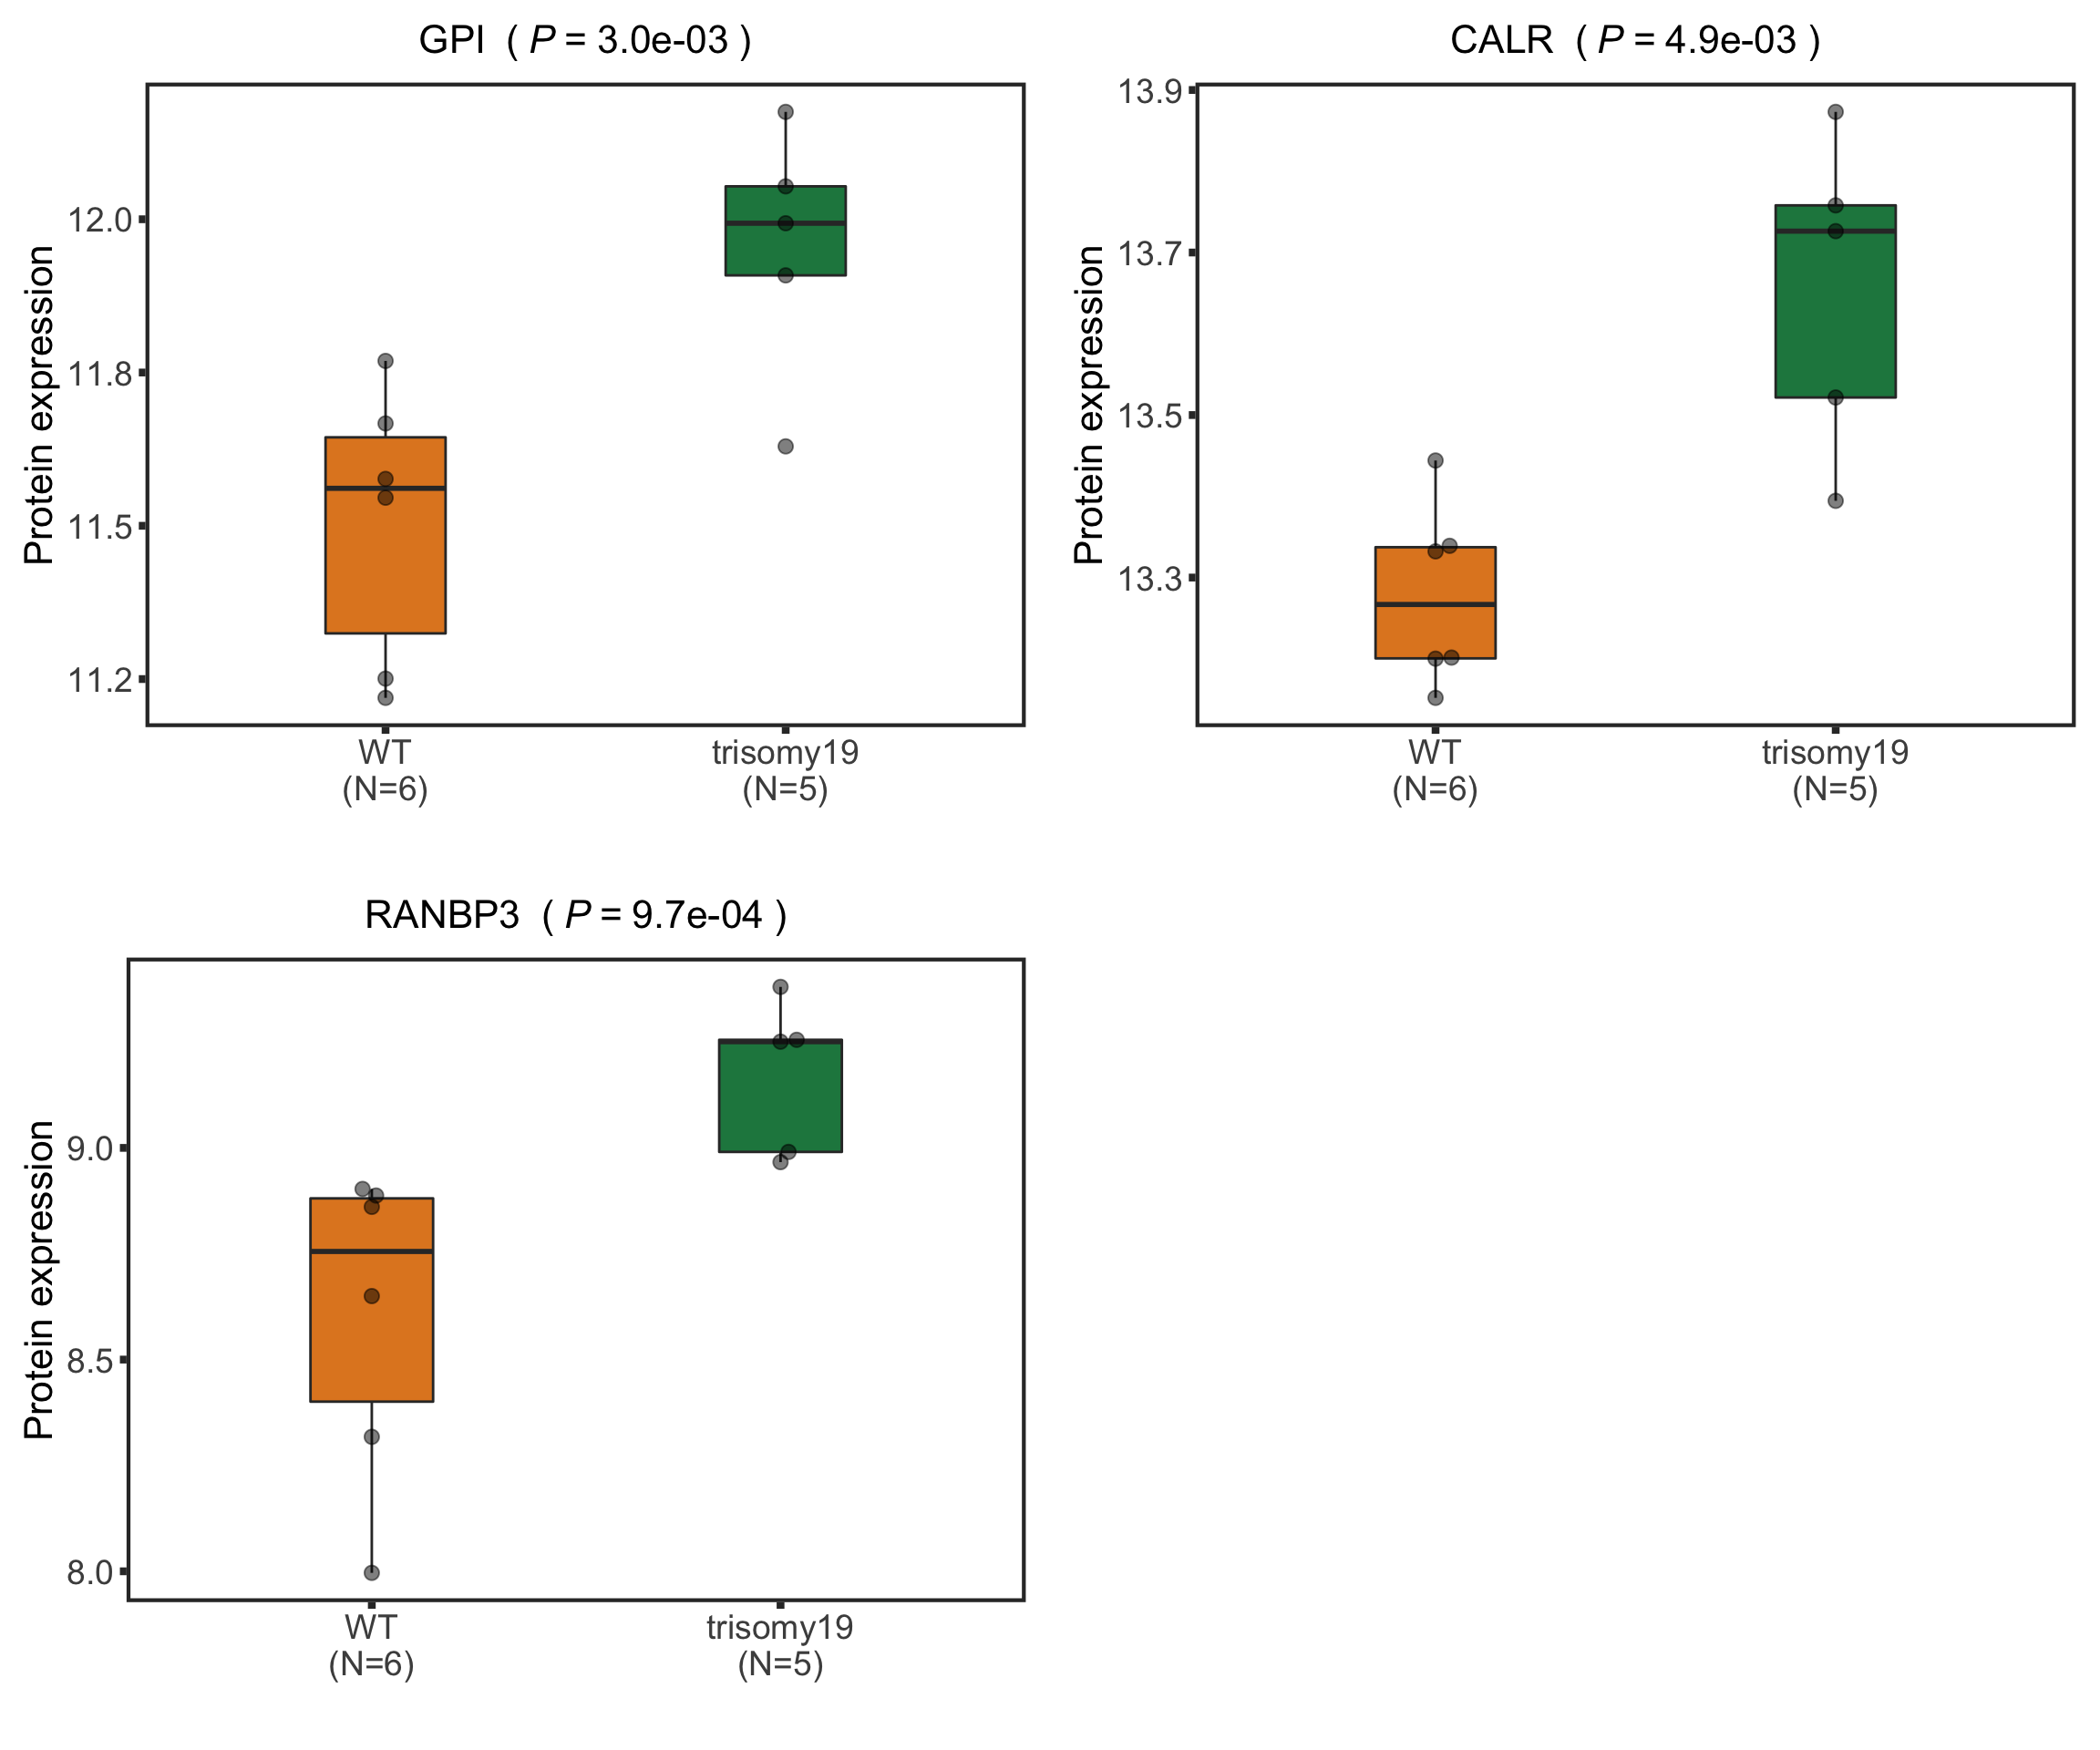 GPI ( P = 3.0e-03 )
Protein expression
12.0
11.8
11.5
11.2
WT
(N=6)
trisomy19
(N=5)
CALR ( P = 4.9e-03 )
Protein expression
13.9
13.7
13.5
13.3
WT
(N=6)
trisomy19
(N=5)
RANBP3 ( P = 9.7e-04 )
Protein expression
9.0
8.5
8.0
WT
(N=6)
trisomy19
(N=5)